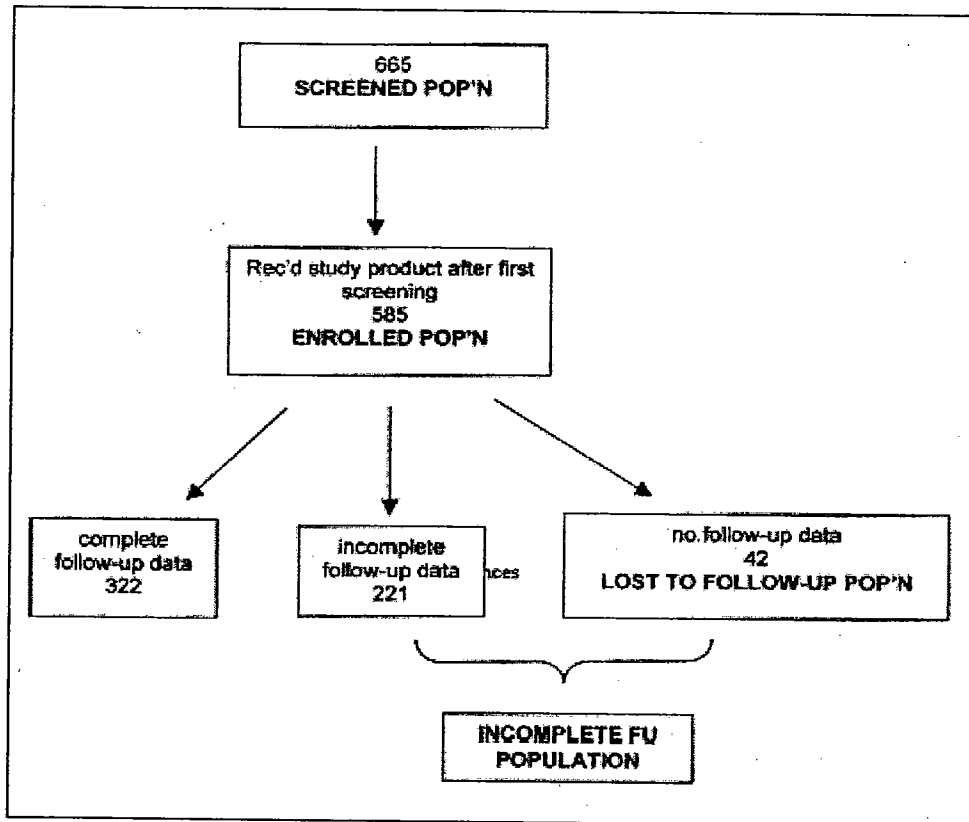 665
SCREENED POP'N
Rec'd study product after first
screening
585
ENROLLED POP'N
complete
follow-up data
322
incomplete
follow-up data
221
nces
no follow-up data
42
LOST TO FOLLOW-UP POP'N
INCOMPLETE FU
POPULATION